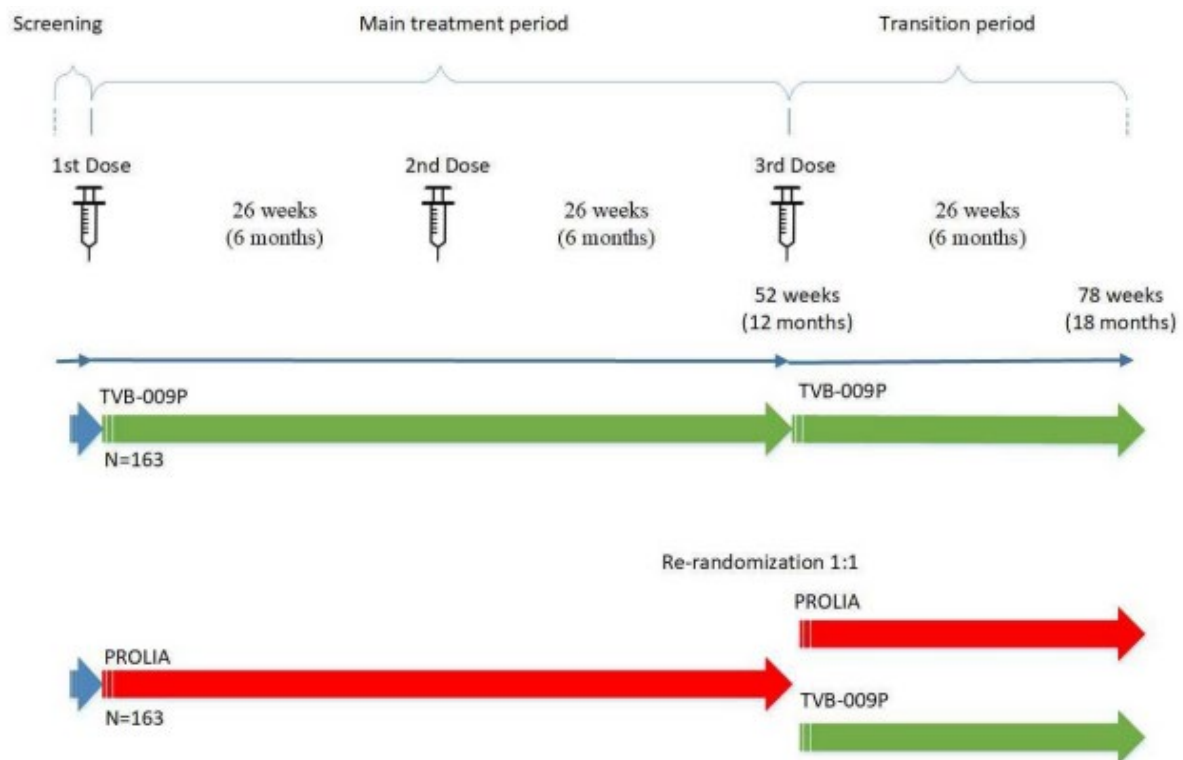 Screening
Main treatment period
Transition period
1st Dose
2nd Dose
3rd Dose
26 weeks
(6 months)
26 weeks
(6 months)
26 weeks
(6 months)
52 weeks
(12 months)
78 weeks
(18 months)
TVB-009P
TVB-009P
N=163
Re-randomization 1:1
PROLIA
PROLIA
TVB-009P
N=163